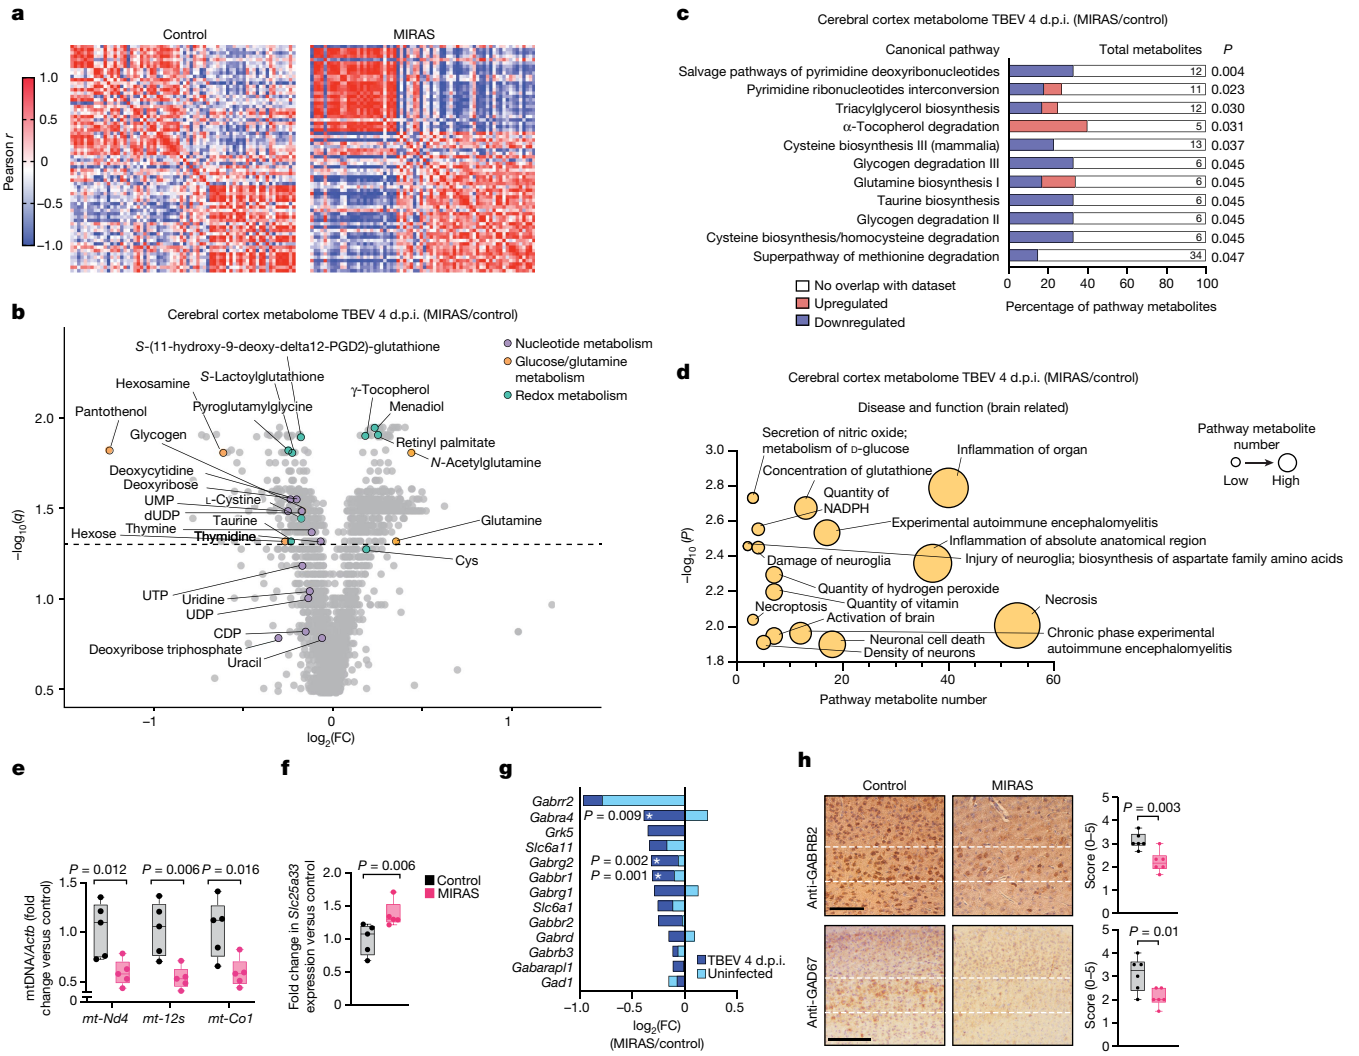 a
Control
MIRAS
1.0
0.5
0
−0.5
−1.0
Pearson r
b
Cerebral cortex metabolome TBEV 4 d.p.i. (MIRAS/control)
S-(11-hydroxy-9-deoxy-delta12-PGD2)-glutathione
Hexosamine
S-Lactoylglutathione
Pantothenol
Pyroglutamylglycine
Glycogen
γ-Tocopherol
Menadiol
Retinyl palmitate
N-Acetylglutamine
Nucleotide metabolism
Glucose/glutamine
metabolism
Redox metabolism
Deoxycytidine
Deoxyribose
UMP
L-Cystine
dUDP
Taurine
Thymine
Hexose
Thymidine
Glutamine
Cys
UTP
Uridine
UDP
CDP
Deoxyribose triphosphate
Uracil
2.0
1.5
1.0
0.5
−log10(q)
−1
0
1
log2(FC)
c
Cerebral cortex metabolome TBEV 4 d.p.i. (MIRAS/control)
Canonical pathway
Total metabolites
P
Salvage pathways of pyrimidine deoxyribonucleotides 12 0.004
Pyrimidine ribonucleotides interconversion 11 0.023
Triacylglycerol biosynthesis 12 0.030
α-Tocopherol degradation 5 0.031
Cysteine biosynthesis III (mammalia) 13 0.037
Glycogen degradation III 6 0.045
Glutamine biosynthesis I 6 0.045
Taurine biosynthesis 6 0.045
Glycogen degradation II 6 0.045
Cysteine biosynthesis/homocysteine degradation 6 0.045
Superpathway of methionine degradation 34 0.047
0 20 40 60 80 100
Percentage of pathway metabolites
No overlap with dataset
Upregulated
Downregulated
d
Cerebral cortex metabolome TBEV 4 d.p.i. (MIRAS/control)
Disease and function (brain related)
Secretion of nitric oxide;
metabolism of D-glucose
Concentration of glutathione
Quantity of
NADPH
Inflammation of organ
Experimental autoimmune encephalomyelitis
Inflammation of absolute anatomical region
Injury of neuroglia; biosynthesis of aspartate family amino acids
Damage of neuroglia
Quantity of hydrogen peroxide
Quantity of vitamin
Necroptosis
Activation of brain
Necrosis
Neuronal cell death
Density of neurons
Chronic phase experimental
autoimmune encephalomyelitis
Pathway metabolite
number
Low
High
3.0
2.8
2.6
2.4
2.2
2.0
1.8
−log10 (P)
0 20 40 60
Pathway metabolite number
e
P = 0.012 P = 0.006 P = 0.016
1.5
1.0
0.5
0
mtDNA/Actb (fold
change versus control)
mt-Nd4 mt-12s mt-Co1
f
P = 0.006
2.0
1.5
1.0
0.5
0
Fold change in Slc25a33
expression versus control
Control
MIRAS
g
Gabrr2
Gabra4
Grk5
Slc6a11
Gabrg2
Gabbr1
Gabrg1
Slc6a1
Gabbr2
Gabrd
Gabrb3
Gabarapl1
Gad1
P = 0.009
*
P = 0.002
*
P = 0.001
*
TBEV 4 d.p.i.
Uninfected
−1.0 −0.5 0 0.5
log2(FC)
(MIRAS/control)
h
Control
MIRAS
Anti-GABRB2
P = 0.003
5
4
3
2
1
0
Score (0–5)
Anti-GAD67
P = 0.01
5
4
3
2
1
0
Score (0–5)